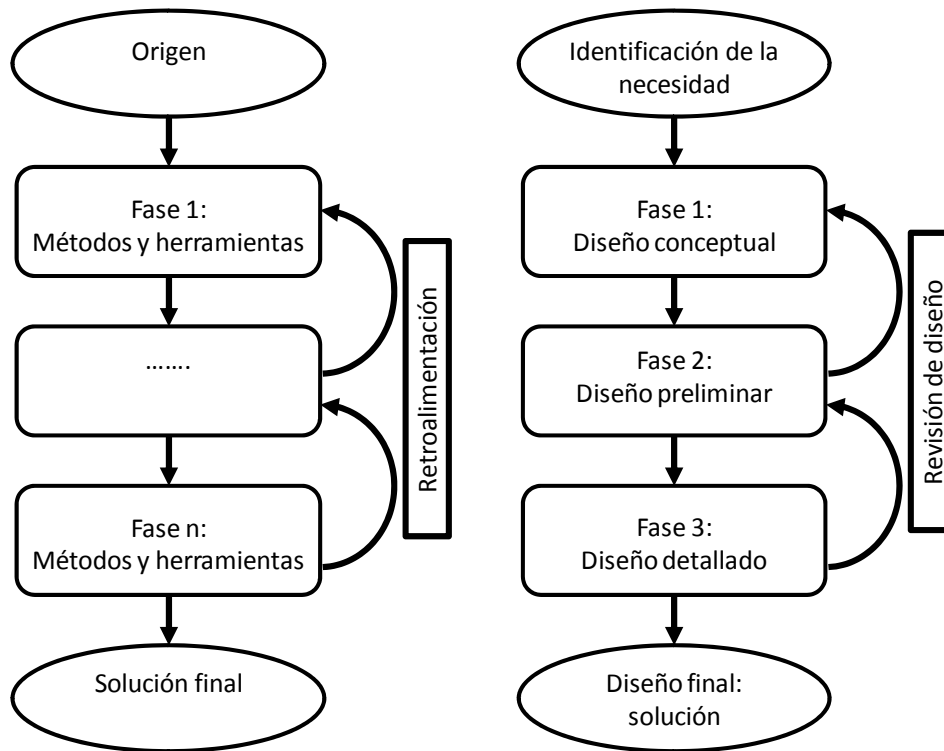 Origen
Fase 1:
Métodos y herramientas
.......
Fase n:
Métodos y herramientas
Solución final
Retroalimentación
Identificación de la
necesidad
Fase 1:
Diseño conceptual
Fase 2:
Diseño preliminar
Fase 3:
Diseño detallado
Diseño final:
solución
Revisión de diseño